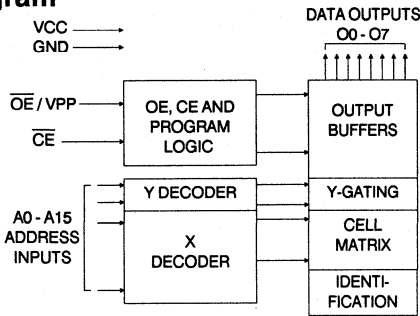 gram
VCC
GND
DATA OUTPUTS
O0 - O7
OE / VPP
CE
OE, CE AND
PROGRAM
LOGIC
OUTPUT
BUFFERS
A0 - A15
ADDRESS
INPUTS
Y DECODER
X
DECODER
Y-GATING
CELL
MATRIX
IDENTI-
FICATION